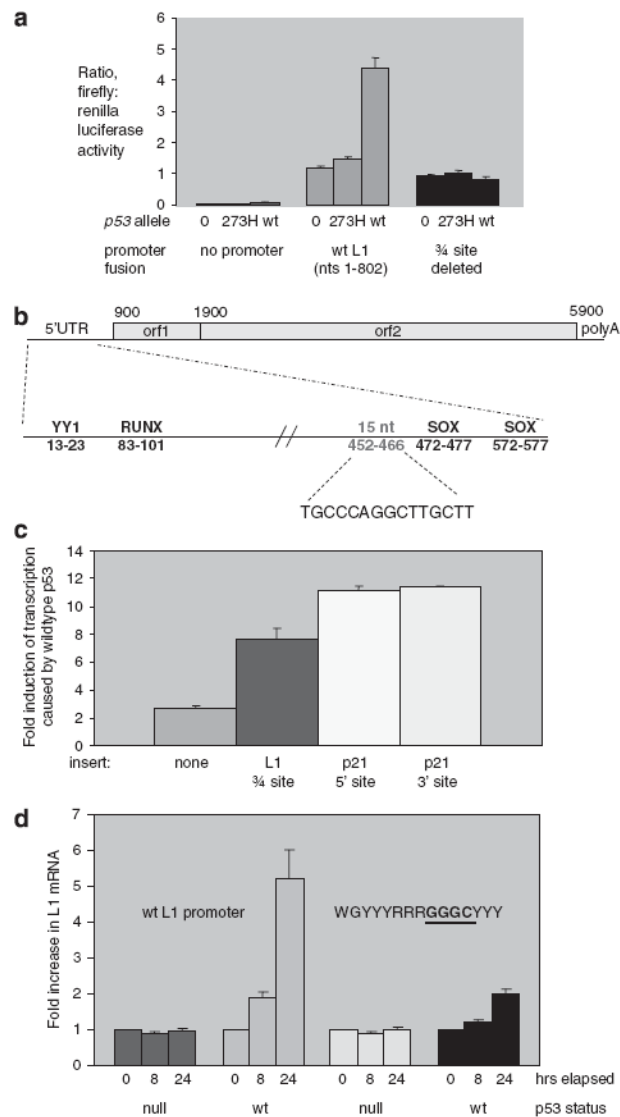 a
6
5
4
3
2
1
0
Ratio,
firefly:
renilla
luciferase
activity
p53 allele
0 273H wt
0 273H wt
0 273H wt
promoter
fusion
no promoter
wt L1
(nts 1-802)
¾ site
deleted
b
900
1900
5900
5'UTR
orf1
orf2
polyA
YY1
RUNX
15 nt
SOX
SOX
13-23
83-101
452-466
472-477
572-577
TGCCCAGGCTTGCTT
c
Fold induction of transcription
caused by wildtype p53
14
12
10
8
6
4
2
0
insert:
none
L1
¾ site
p21
5' site
p21
3' site
d
Fold increase in L1 mRNA
7
6
5
4
3
2
1
0
wt L1 promoter
WGYYYRRRGGGCYYY
0 8 24
0 8 24
0 8 24
0 8 24
hrs elapsed
null
wt
null
wt
p53 status